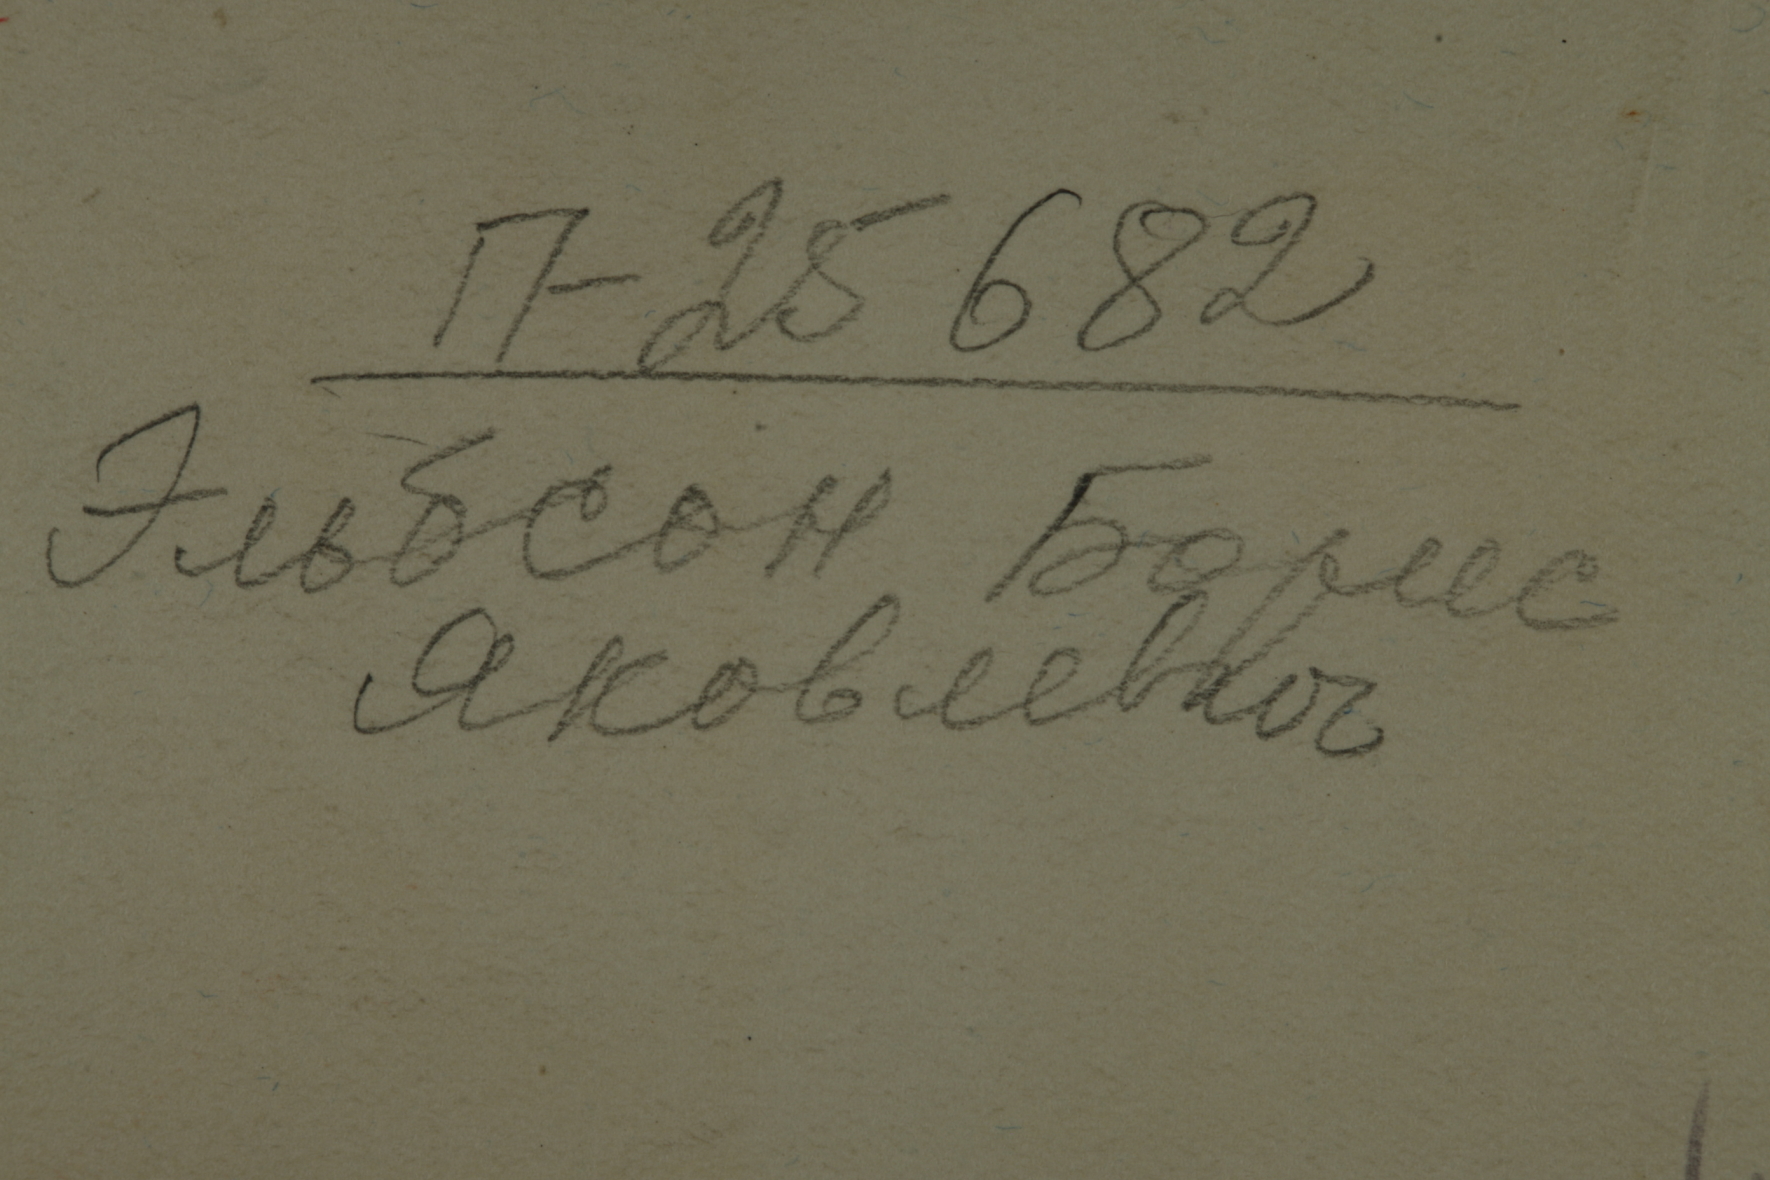 П-25682
Эльбсон Борис
Яковлевич